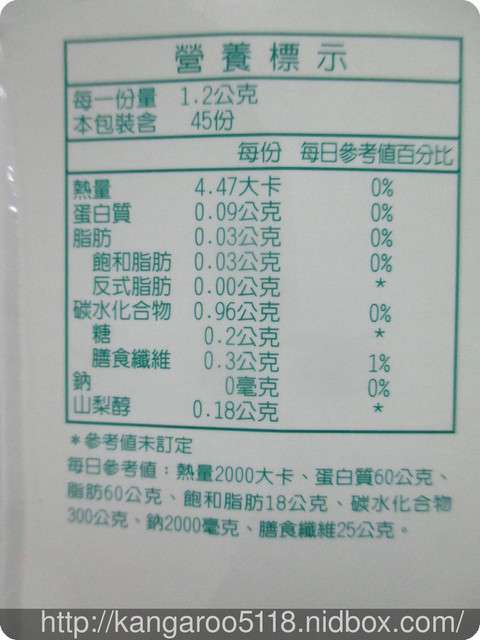 營養標示
每一份量 1.2公克
本包裝含 45份
每份 每日參考值百分比
熱量 4.47大卡 0%
蛋白質 0.09公克 0%
脂肪 0.03公克 0%
飽和脂肪 0.03公克 0%
反式脂肪 0.00公克 *
碳水化合物 0.96公克 0%
糖 0.2公克 *
膳食纖維 0.3公克 1%
鈉 0毫克 0%
山梨醇 0.18公克 *
*參考值未訂定
每日參考值:熱量2000大卡、蛋白質60公克、
脂肪60公克、飽和脂肪18公克、碳水化合物
300公克、鈉2000毫克、膳食纖維25公克。
http://kangaroo5118.nidbox.com/